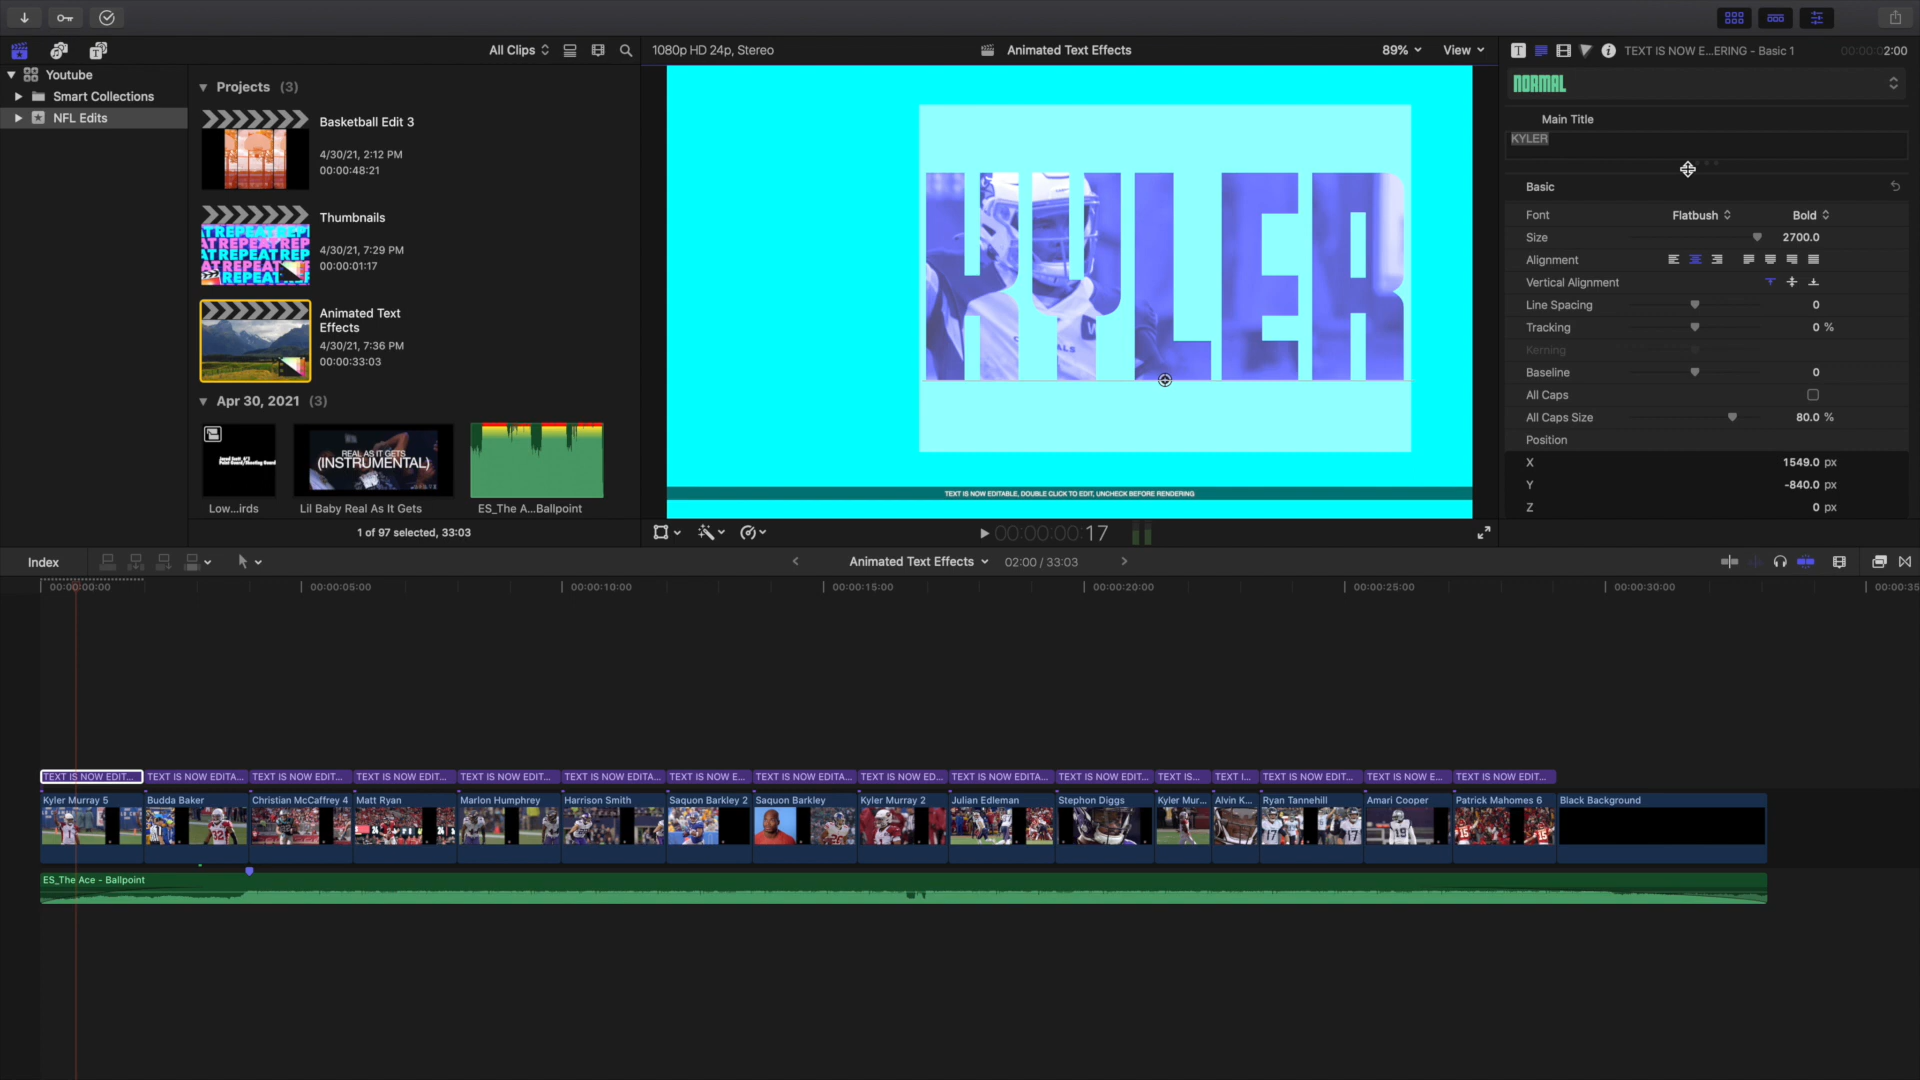 All Clips
1080p HD 24p, Stereo
Animated Text Effects
89%
View
TEXT IS NOW E...ERING - Basic 1
00:00:02:00
Youtube
Smart Collections
NFL Edits
Projects (3)
Basketball Edit 3
4/30/21, 2:12 PM
00:00:48:21
Thumbnails
4/30/21, 7:29 PM
00:00:01:17
Animated Text
Effects
4/30/21, 7:36 PM
00:00:33:03
Apr 30, 2021 (3)
REAL AS IT GETS
(INSTRUMENTAL)
Low...irds
Lil Baby Real As It Gets
ES_The A...Ballpoint
1 of 97 selected, 33:03
KYLER
TEXT IS NOW EDITABLE, DOUBLE CLICK TO EDIT, UNCHECK BEFORE RENDERING
00:00:00:17
NORMAL
Main Title
KYLER
Basic
Font Flatbush Bold
Size 2700.0
Alignment
Vertical Alignment
Line Spacing 0
Tracking 0 %
Kerning
Baseline 0
All Caps
All Caps Size 80.0 %
Position
X 1549.0 px
Y -840.0 px
Z 0 px
Index
Animated Text Effects
02:00 / 33:03
00:00:00:00 00:00:05:00 00:00:10:00 00:00:15:00 00:00:20:00 00:00:25:00 00:00:30:00 00:00:35
TEXT IS NOW EDIT... TEXT IS NOW EDITA... TEXT IS NOW EDIT... TEXT IS NOW EDIT... TEXT IS NOW EDIT... TEXT IS NOW EDITA... TEXT IS NOW E... TEXT IS NOW EDITA... TEXT IS NOW ED... TEXT IS NOW EDITA... TEXT IS NOW EDIT... TEXT IS... TEXT I... TEXT IS NOW EDIT... TEXT IS NOW E... TEXT IS NOW EDIT...
Kyler Murray 5 Budda Baker Christian McCaffrey 4 Matt Ryan Marlon Humphrey Harrison Smith Saquon Barkley 2 Saquon Barkley Kyler Murray 2 Julian Edleman Stephon Diggs Kyler Mur... Alvin K... Ryan Tannehill Amari Cooper Patrick Mahomes 6 Black Background
ES_The Ace - Ballpoint